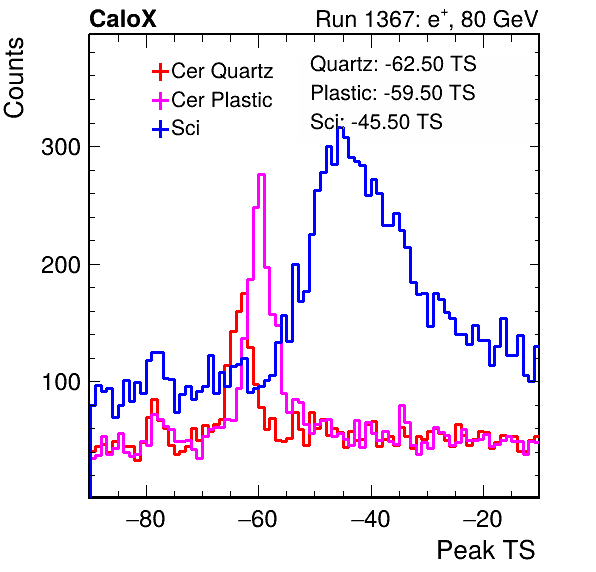 CaloX
Run 1367: e+, 80 GeV
Counts
Cer Quartz
Cer Plastic
Sci
Quartz: -62.50 TS
Plastic: -59.50 TS
Sci: -45.50 TS
300
200
100
−80
−60
−40
−20
Peak TS